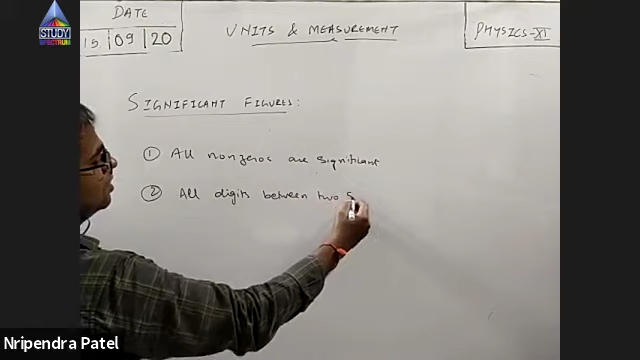 STUDY
SPECTRUM
DATE
15 | 09 | 20
UNITS & MEASUREMENT
PHYSICS-XI
SIGNIFICANT FIGURES:
① All nonzeros are significant
② All digits between two s
Nripendra Patel